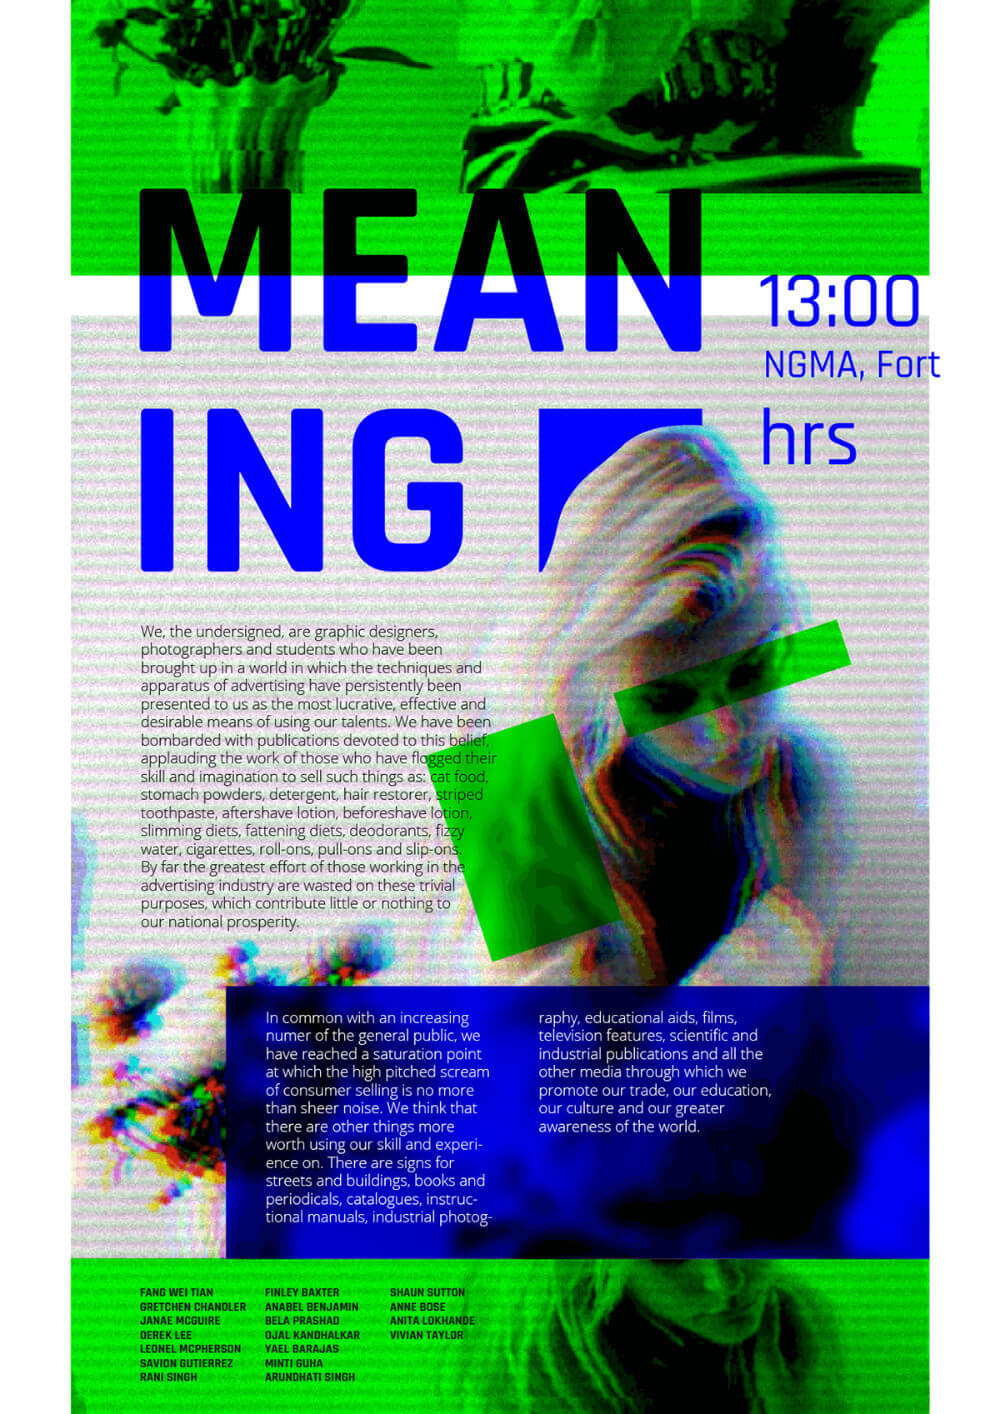 MEAN
ING
13:00
NGMA, Fort
hrs
We, the undersigned, are graphic designers,
photographers and students who have been
brought up in a world in which the techniques and
apparatus of advertising have persistently been
presented to us as the most lucrative, effective and
desirable means of using our talents. We have been
bombarded with publications devoted to this belief,
applauding the work of those who have flogged their
skill and imagination to sell such things as: cat food,
stomach powders, detergent, hair restorer, striped
toothpaste, aftershave lotion, beforeshave lotion,
slimming diets, fattening diets, deodorants, fizzy
water, cigarettes, roll-ons, pull-ons and slip-ons.
By far the greatest effort of those working in the
advertising industry are wasted on these trivial
purposes, which contribute little or nothing to
our national prosperity.
In common with an increasing
numer of the general public, we
have reached a saturation point
at which the high pitched scream
of consumer selling is no more
than sheer noise. We think that
there are other things more
worth using our skill and experi-
ence on. There are signs for
streets and buildings, books and
periodicals, catalogues, instruc-
tional manuals, industrial photog-
raphy, educational aids, films,
television features, scientific and
industrial publications and all the
other media through which we
promote our trade, our education,
our culture and our greater
awareness of the world.
FANG WEI TIAN
GRETCHEN CHANDLER
JANAE MCGUIRE
DEREK LEE
LEONEL MCPHERSON
SAVION GUTIERREZ
RANI SINGH
FINLEY BAXTER
ANABEL BENJAMIN
BELA PRASHAD
OJAL KANDHALKAR
YAEL BARAJAS
MINTI GUHA
ARUNDHATI SINGH
SHAUN SUTTON
ANNE BOSE
ANITA LOKHANDE
VIVIAN TAYLOR